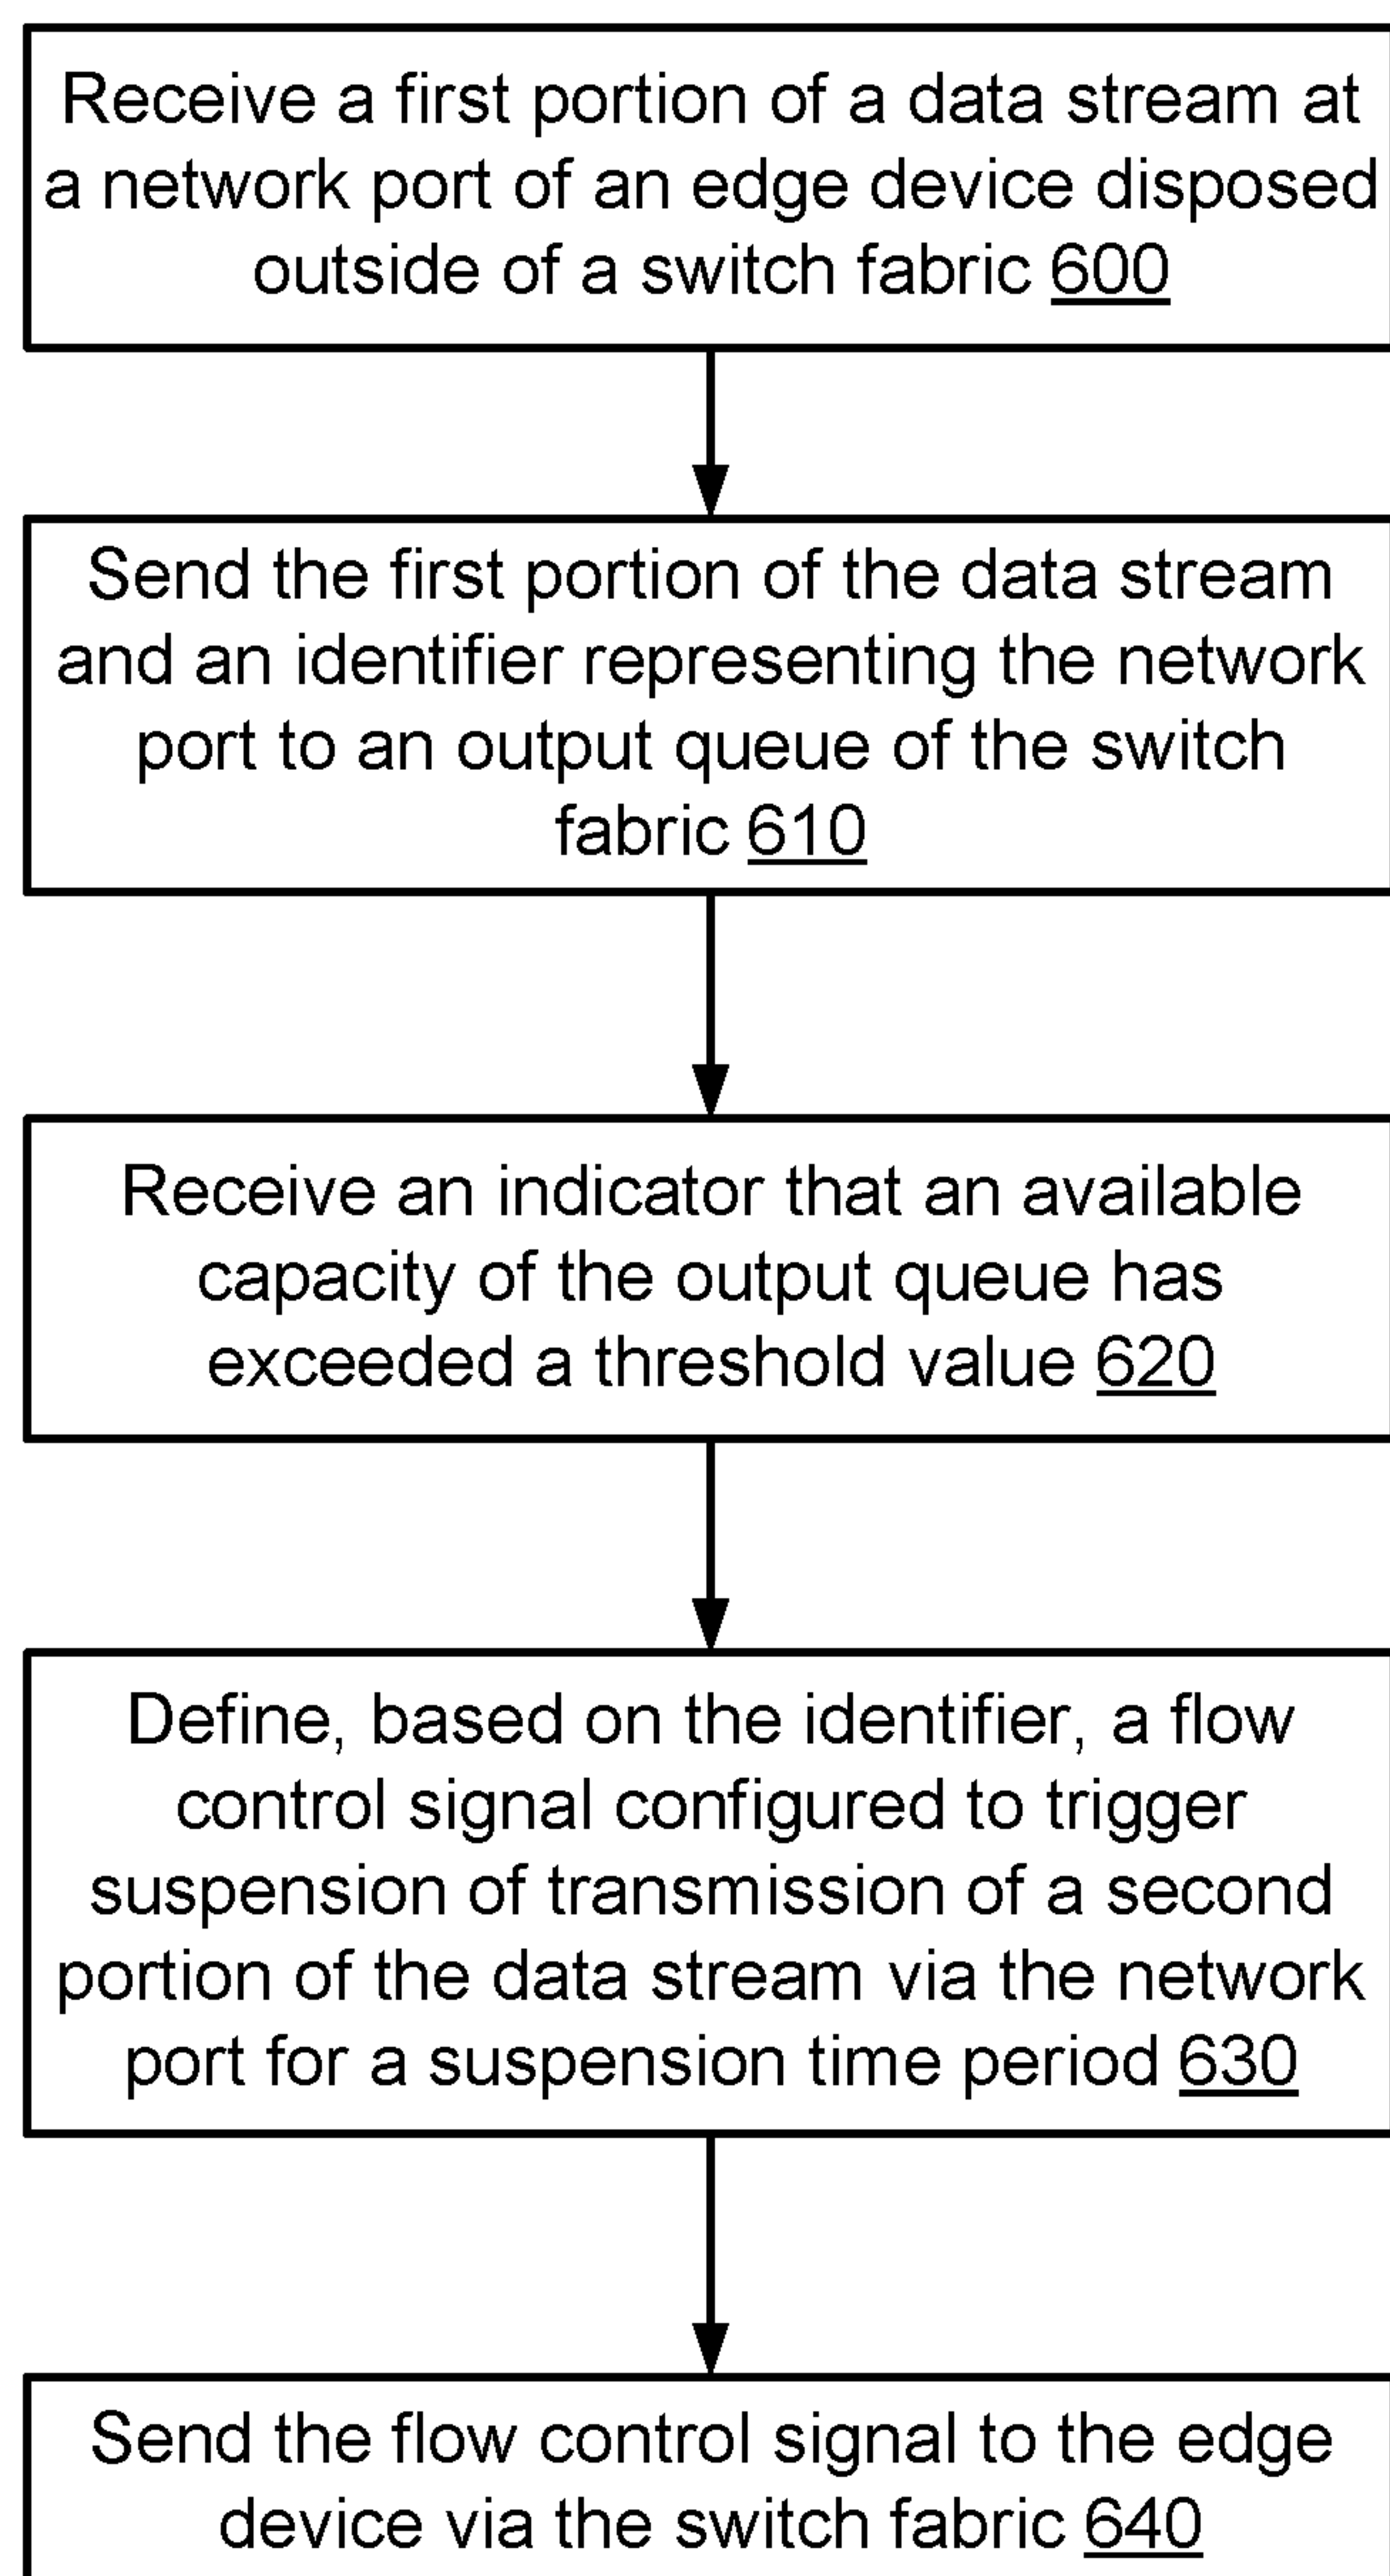 Receive a first portion of a data stream at
a network port of an edge device disposed
outside of a switch fabric 600
Send the first portion of the data stream
and an identifier representing the network
port to an output queue of the switch
fabric 610
Receive an indicator that an available
capacity of the output queue has
exceeded a threshold value 620
Define, based on the identifier, a flow
control signal configured to trigger
suspension of transmission of a second
portion of the data stream via the network
port for a suspension time period 630
Send the flow control signal to the edge
device via the switch fabric 640